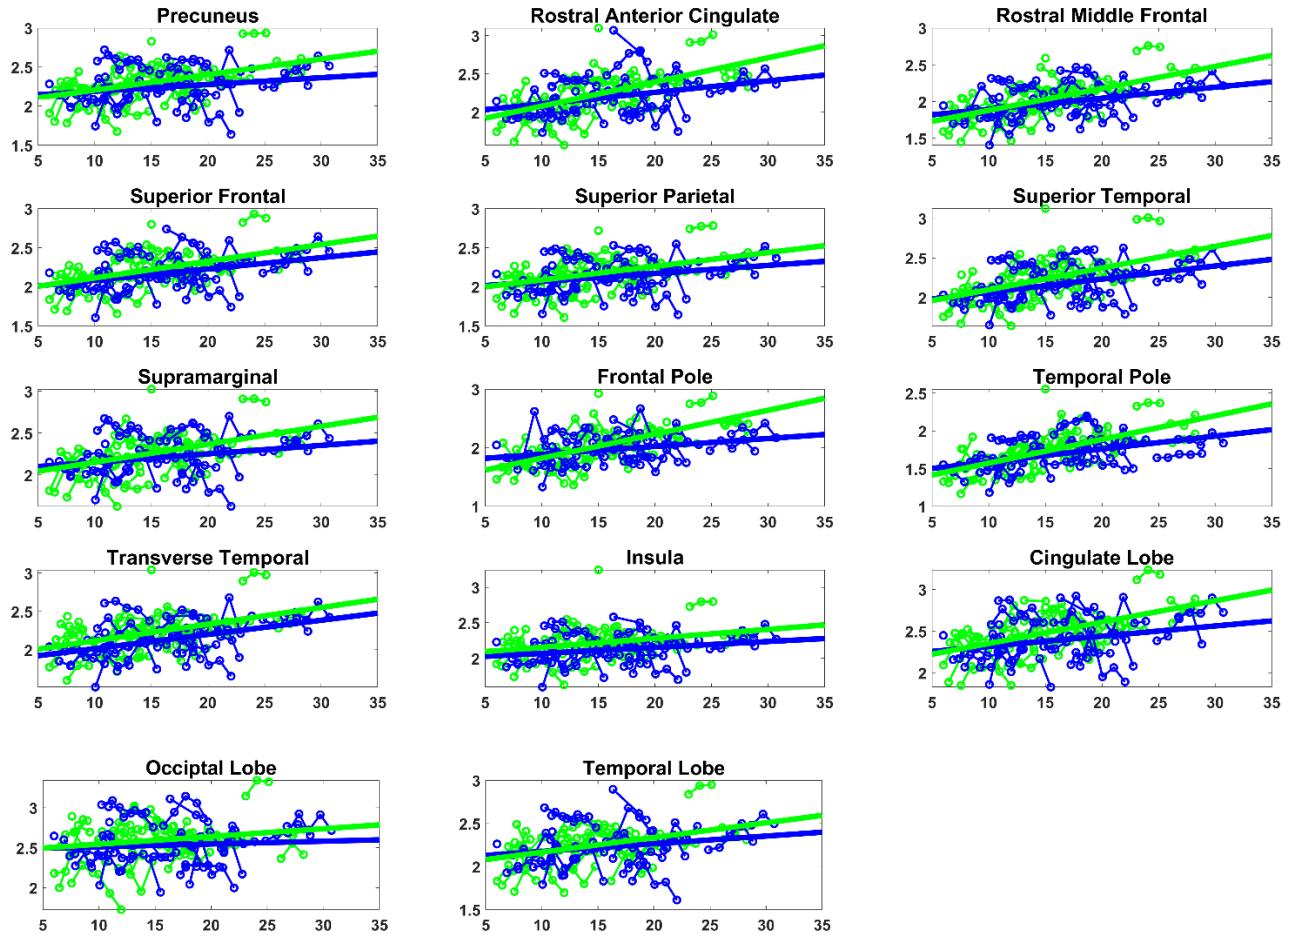 Precuneus Rostral Anterior Cingulate Rostral Middle Frontal
3 3 3
2.5 2.5 2.5
2 2 2
1.5 1.5
5 10 15 20 25 30 35 5 10 15 20 25 30 35 5 10 15 20 25 30 35
Superior Frontal Superior Parietal Superior Temporal
3 3 3
2.5 2.5 2.5
2 2 2
1.5 1.5
5 10 15 20 25 30 35 5 10 15 20 25 30 35 5 10 15 20 25 30 35
Supramarginal Frontal Pole Temporal Pole
3 3 2.5
2.5 2 2
2 1 1.5
1
5 10 15 20 25 30 35 5 10 15 20 25 30 35 5 10 15 20 25 30 35
Transverse Temporal Insula Cingulate Lobe
3 3 3
2.5 2.5 2.5
2 2 2
5 10 15 20 25 30 35 5 10 15 20 25 30 35 5 10 15 20 25 30 35
Occiptal Lobe Temporal Lobe
3 3
2.5 2.5
2 2
1.5
5 10 15 20 25 30 35 5 10 15 20 25 30 35